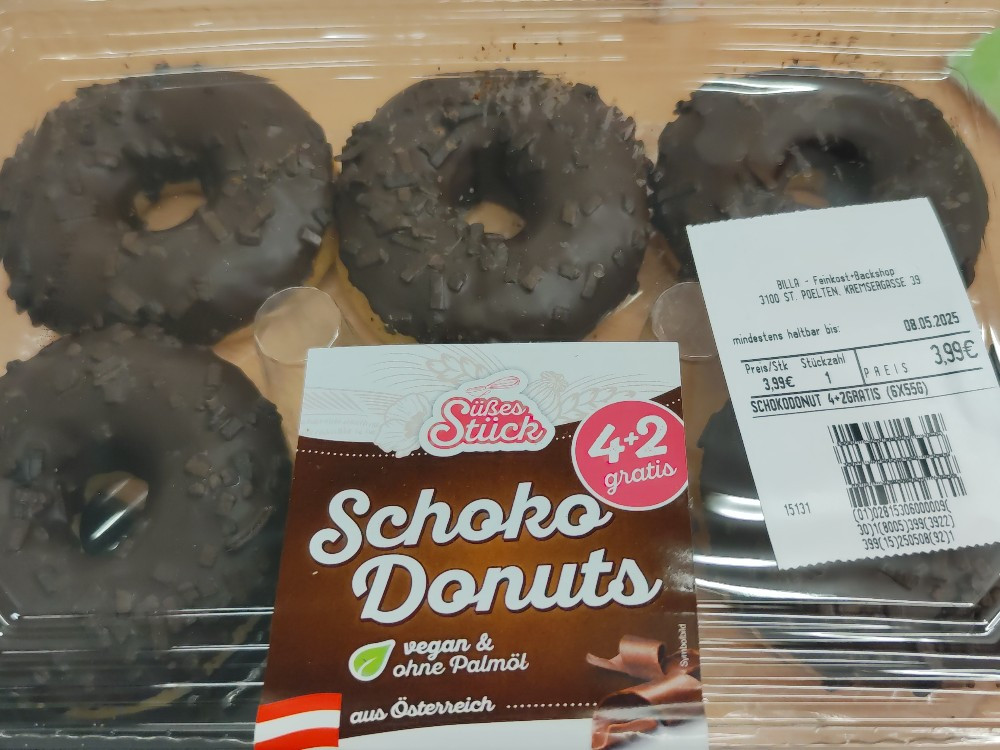 BILLA - Feinkost+Backshop
3100 ST. POELTEN, KREMSERGASSE 39
mindestens haltbar bis: 08.05.2025
Preis/Stk Stückzahl PREIS 3,99€
3,99€ 1
SCHOKODONUT 4+2GRATIS (6X55G)
15131
(01)02815306000009(
30)1(8005)399(3922)
399(15)250508(92)1
Süßes
Stück
4+2
gratis
Schoko
Donuts
vegan &
ohne Palmöl
aus Österreich
Symbolbild